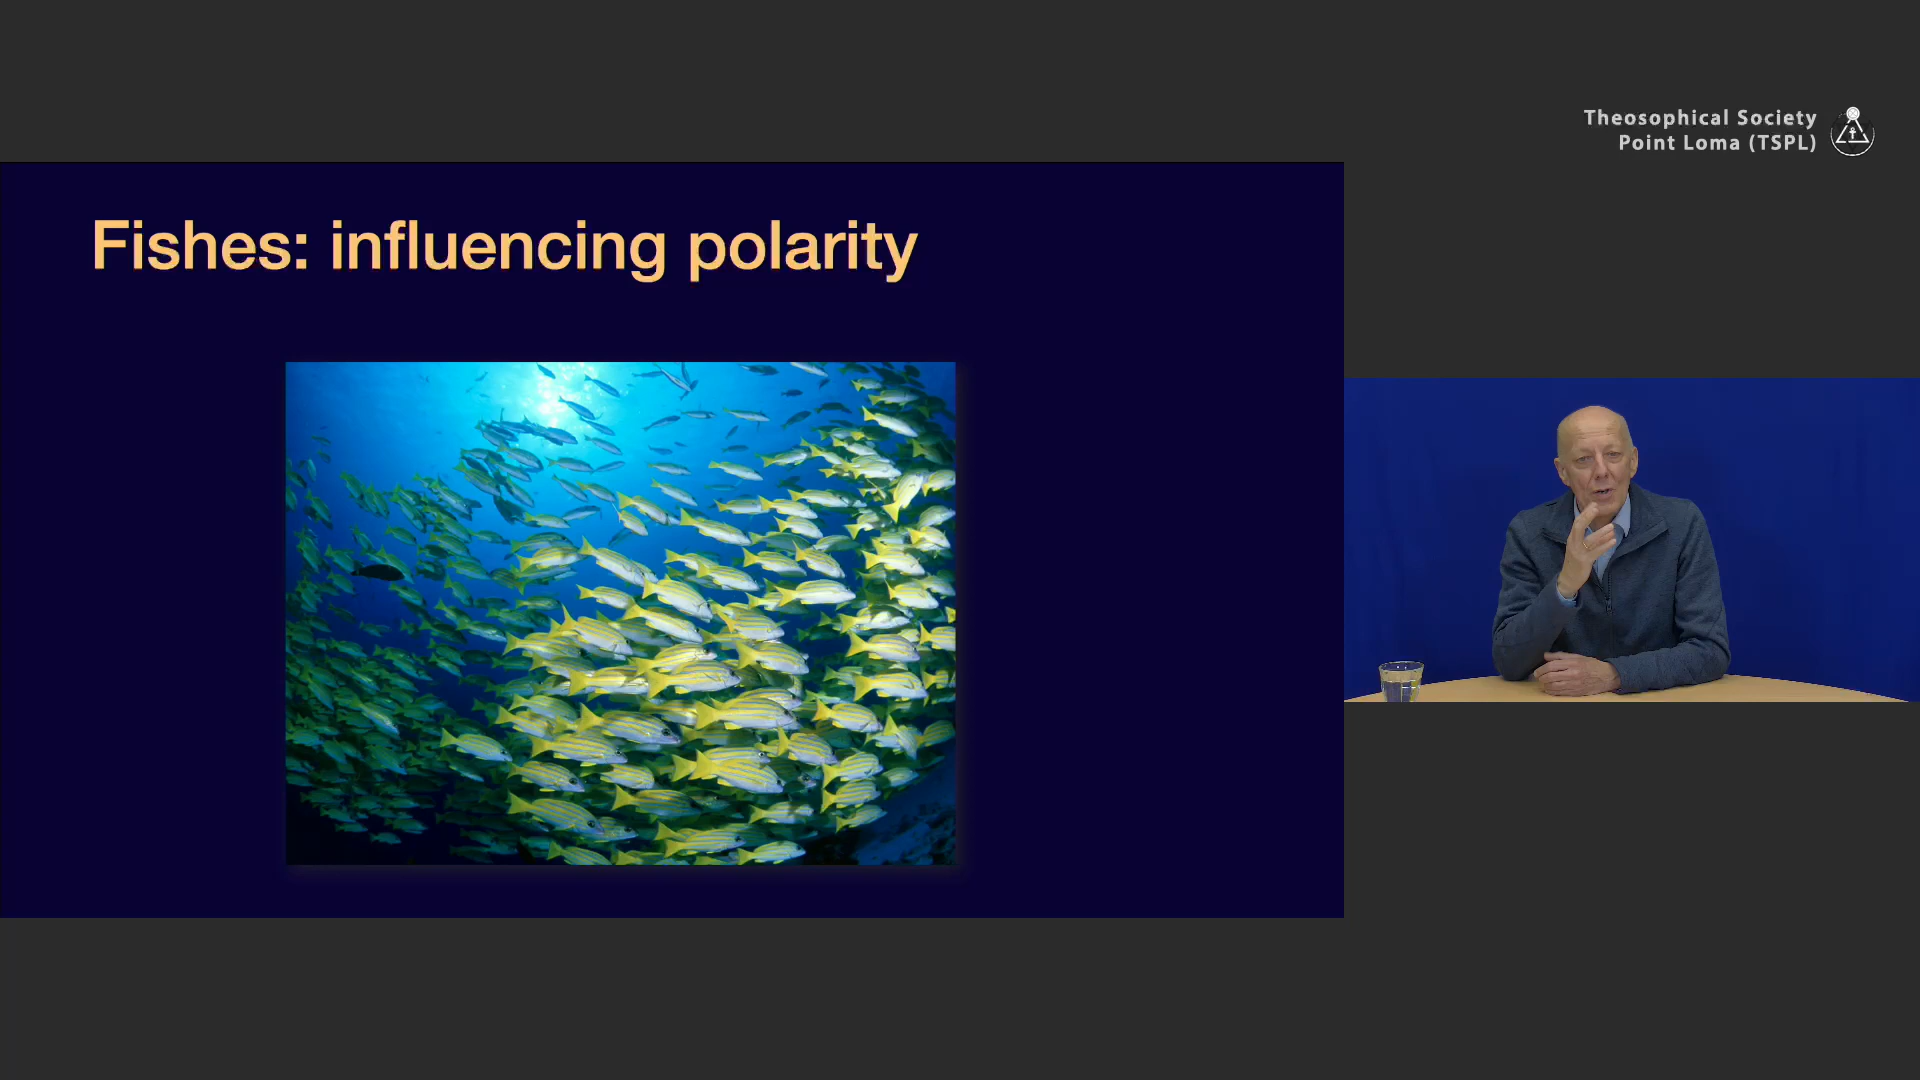 Theosophical Society
Point Loma (TSPL)
Fishes: influencing polarity